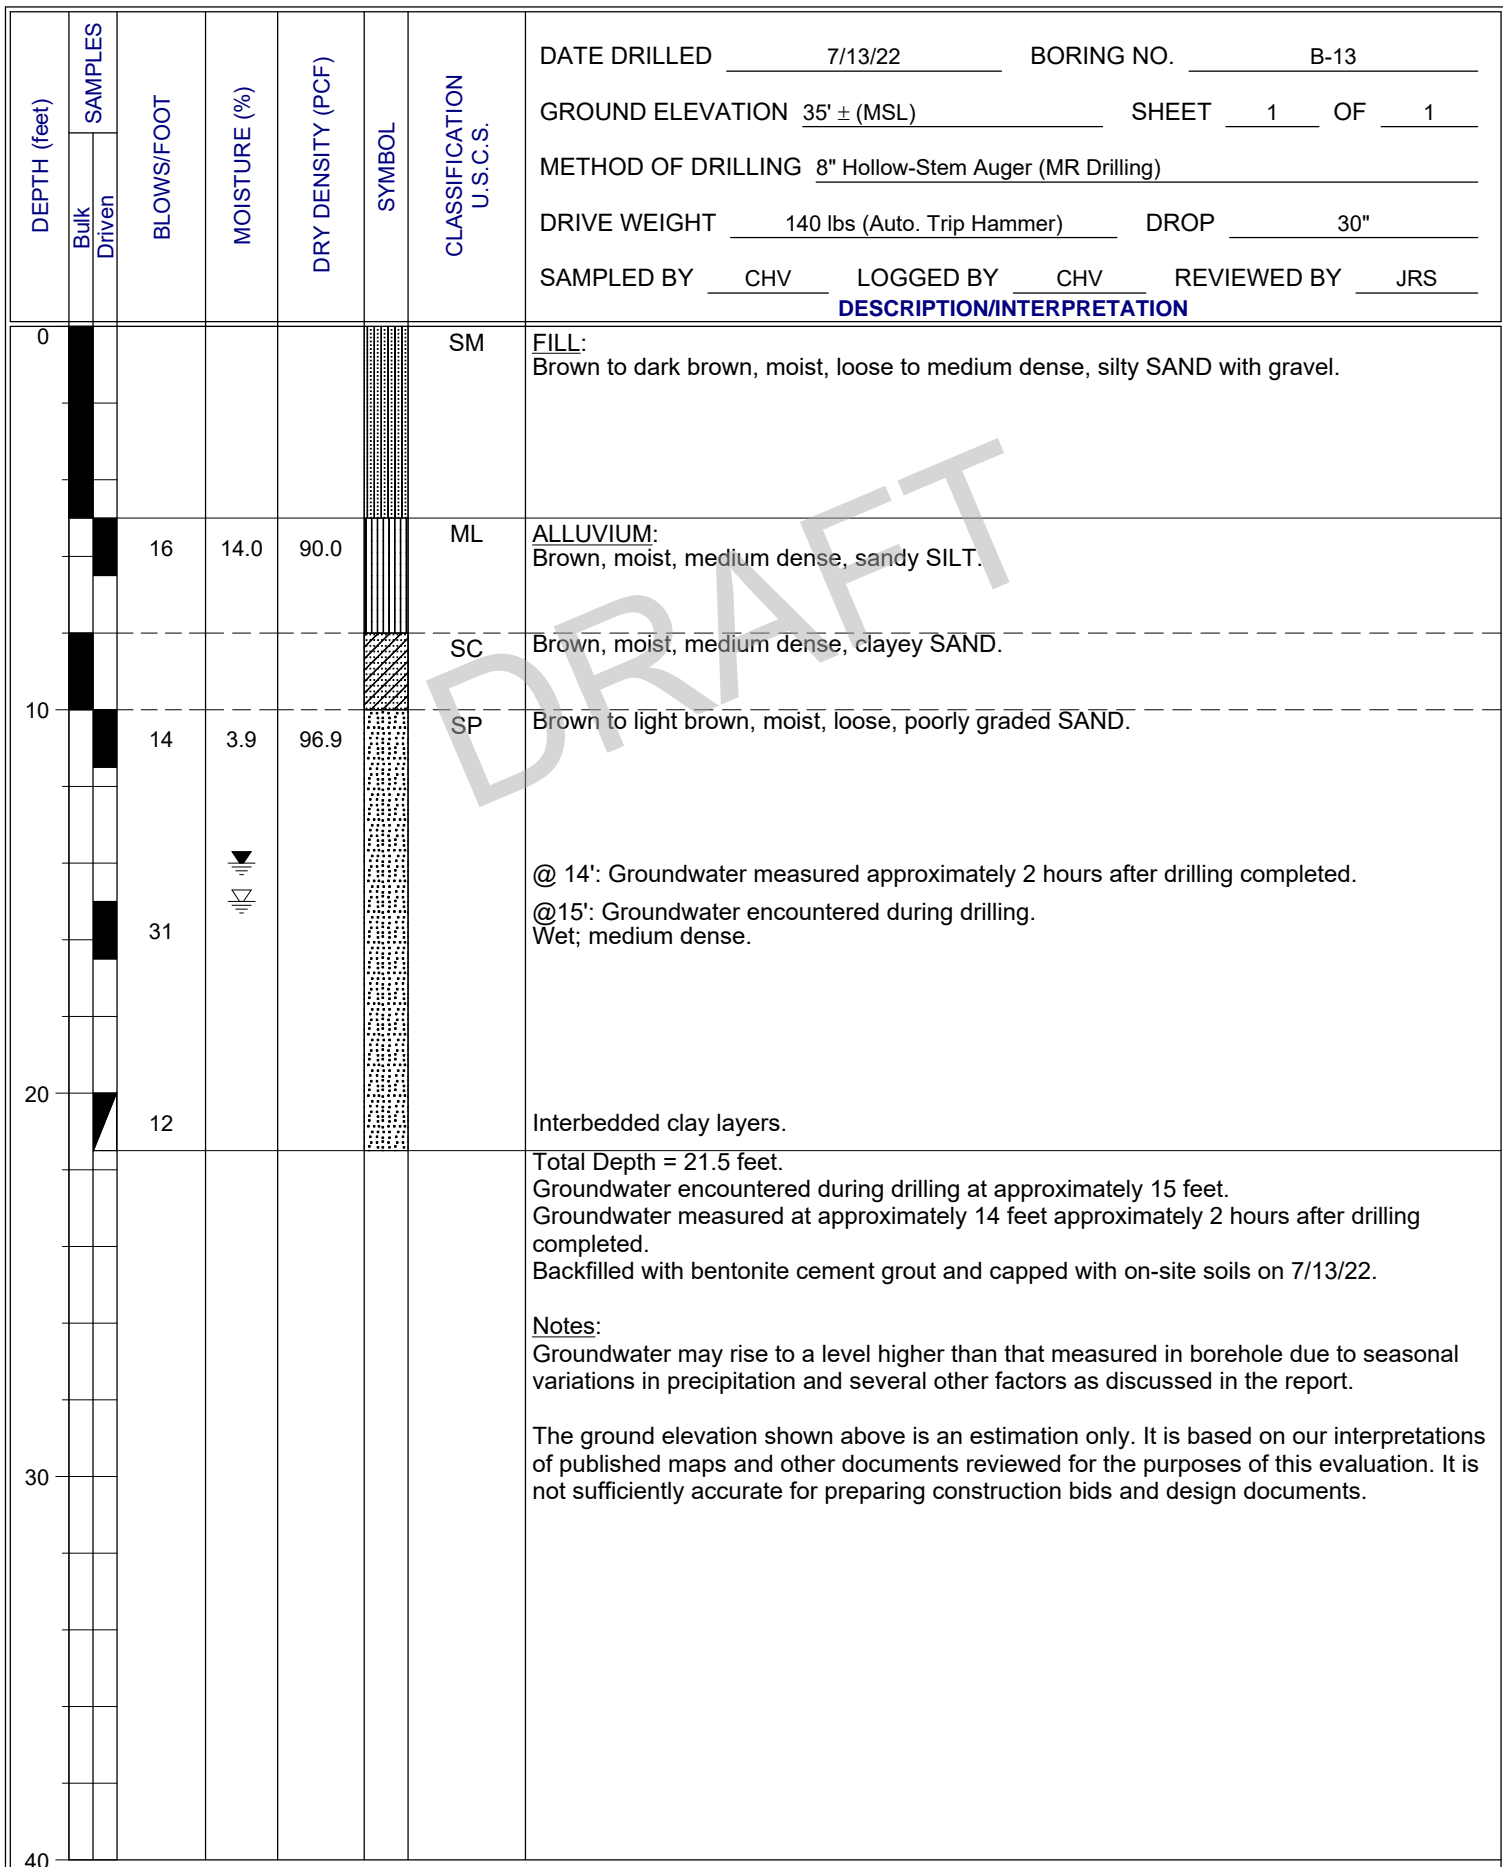 DEPTH (feet)
SAMPLES
Bulk
Driven
BLOWS/FOOT
MOISTURE (%)
DRY DENSITY (PCF)
SYMBOL
CLASSIFICATION
U.S.C.S.
DATE DRILLED 7/13/22 BORING NO. B-13
GROUND ELEVATION 35' ± (MSL) SHEET 1 OF 1
METHOD OF DRILLING 8" Hollow-Stem Auger (MR Drilling)
DRIVE WEIGHT 140 lbs (Auto. Trip Hammer) DROP 30"
SAMPLED BY CHV LOGGED BY CHV REVIEWED BY JRS
DESCRIPTION/INTERPRETATION
0 SM FILL:
Brown to dark brown, moist, loose to medium dense, silty SAND with gravel.
ML ALLUVIUM:
16 14.0 90.0 Brown, moist, medium dense, sandy SILT.
SC Brown, moist, medium dense, clayey SAND.
10 SP Brown to light brown, moist, loose, poorly graded SAND.
14 3.9 96.9
DRAFT
@ 14': Groundwater measured approximately 2 hours after drilling completed.
@15': Groundwater encountered during drilling.
31 Wet; medium dense.
20
12 Interbedded clay layers.
Total Depth = 21.5 feet.
Groundwater encountered during drilling at approximately 15 feet.
Groundwater measured at approximately 14 feet approximately 2 hours after drilling
completed.
Backfilled with bentonite cement grout and capped with on-site soils on 7/13/22.
Notes:
Groundwater may rise to a level higher than that measured in borehole due to seasonal
variations in precipitation and several other factors as discussed in the report.
The ground elevation shown above is an estimation only. It is based on our interpretations
30 of published maps and other documents reviewed for the purposes of this evaluation. It is
not sufficiently accurate for preparing construction bids and design documents.
40